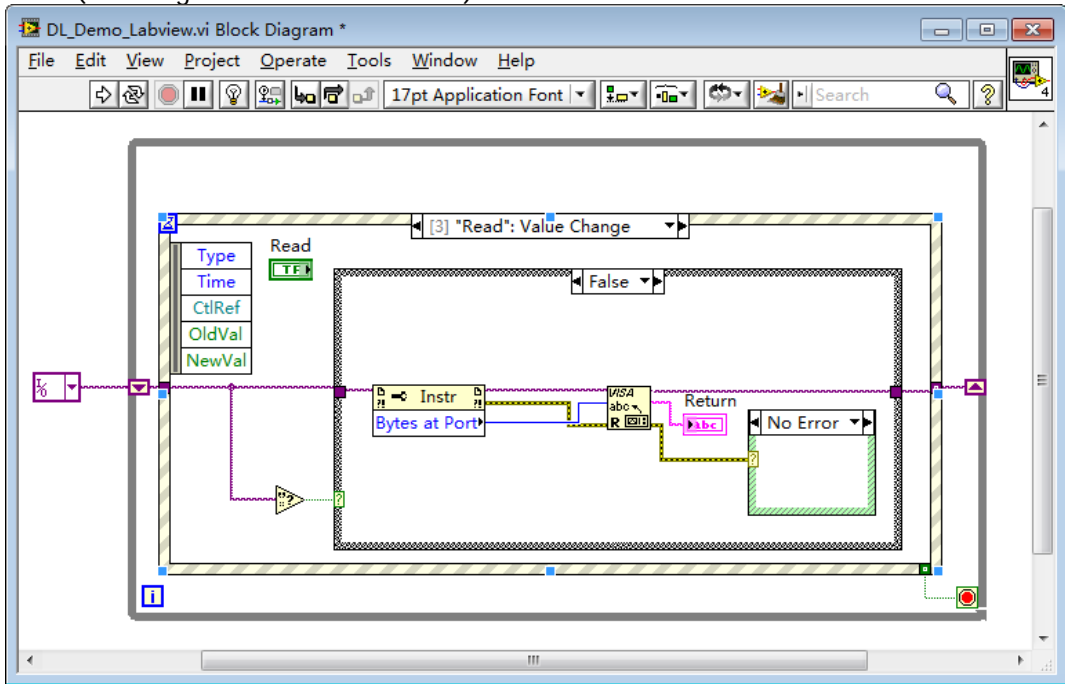 DL_Demo_Labview.vi Block Diagram *
File Edit View Project Operate Tools Window Help
17pt Application Font Search
4
[3] "Read": Value Change
Type
Time
CtlRef
OldVal
NewVal
Read
TF
False
I/O
Instr
Bytes at Port
VISA
abc
R
Return
abc
No Error
?
"?
?
i